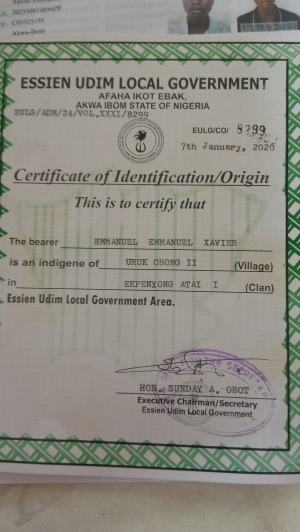 C03325195
Akwa-Ibom
ESSIEN UDIM LOCAL GOVERNMENT
AFAHA IKOT EBAK,
AKWA IBOM STATE OF NIGERIA
EULG/ADM/24/VOL.XXXI/8299
EULG/CO/ 8299
7th January, 2026
Certificate of Identification/Origin
This is to certify that
The bearer EMMANUEL EMMANUEL XAVIER
is an indigene of URUK OBONG II (Village)
in EKPENYONG ATAI I (Clan)
Essien Udim Local Government Area.
HON. SUNDAY A. OBOT
Executive Chairman/Secretary
Essien Udim Local Government